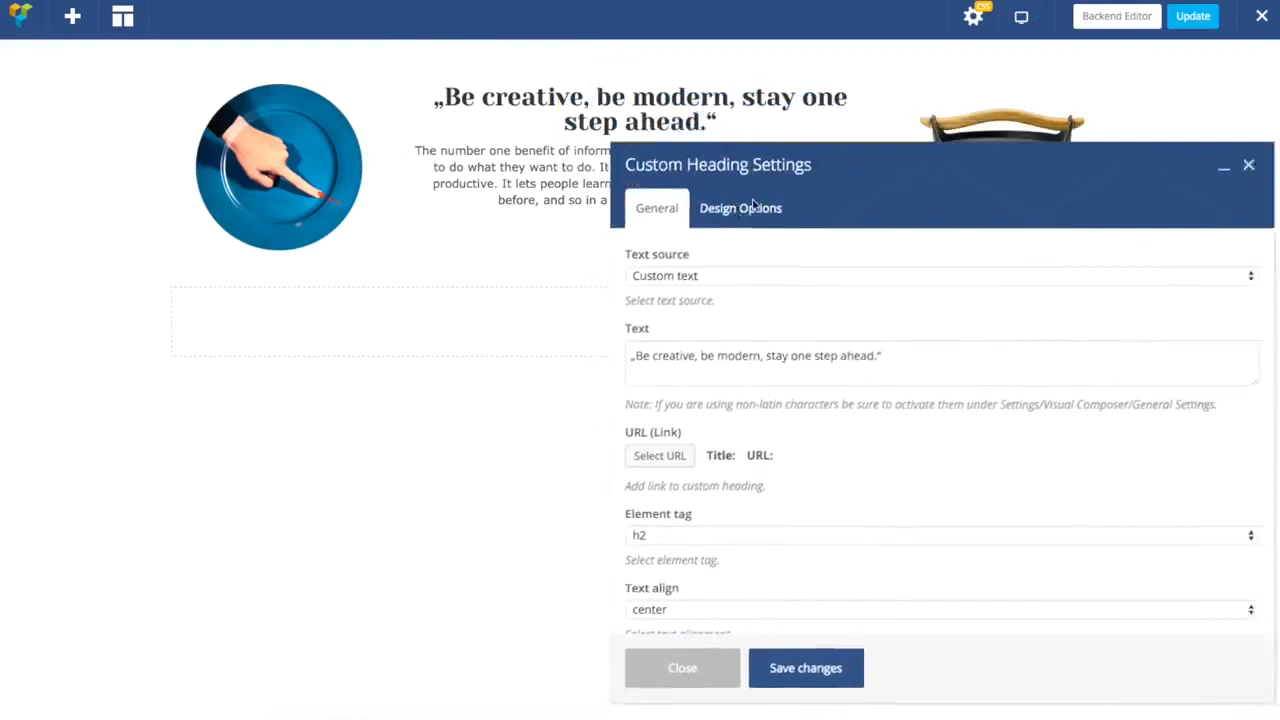 CSS
Backend Editor
Update
„Be creative, be modern, stay one
step ahead.“
The number one benefit of inform
to do what they want to do. It
productive. It lets people learn
before, and so in a
Custom Heading Settings
General
Design Options
Text source
Custom text
Select text source.
Text
„Be creative, be modern, stay one step ahead.“
Note: If you are using non-latin characters be sure to activate them under Settings/Visual Composer/General Settings.
URL (Link)
Select URL Title: URL:
Add link to custom heading.
Element tag
h2
Select element tag.
Text align
center
Select text alignment.
Close
Save changes